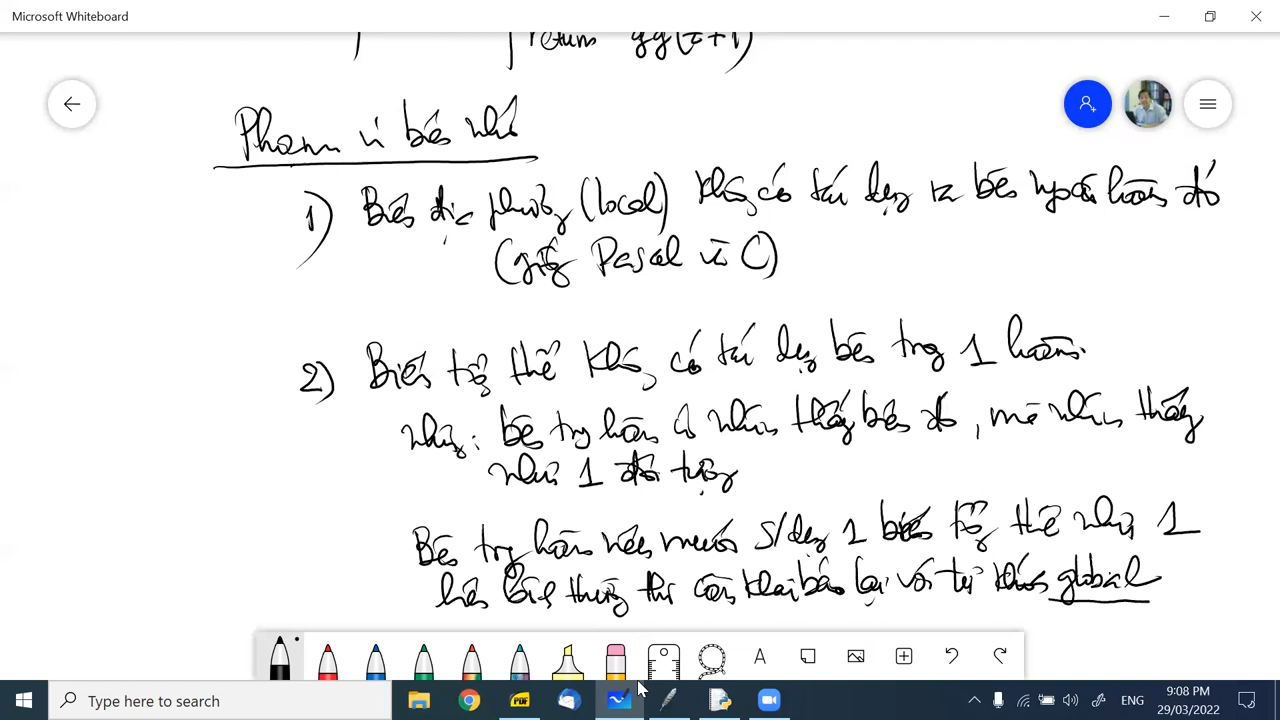 Microsoft Whiteboard
return gg(z+1)
Phạm vi biến nhớ
1) Biến địa phương (local) không có tác dụng ra bên ngoài hàm đó
(giống Pascal và C)
2) Biến tổng thể không có tác dụng bên trong 1 hàm.
nhưng: bên trong hàm có nhìn thấy biến đó, mà nhìn thấy
như 1 đối tượng
Bên trong hàm nếu muốn s/dụng 1 biến tổng thể như 1
biến bình thường thì cần khai báo lại với từ khóa global
A
Type here to search
PDF
ENG
9:08 PM
29/03/2022